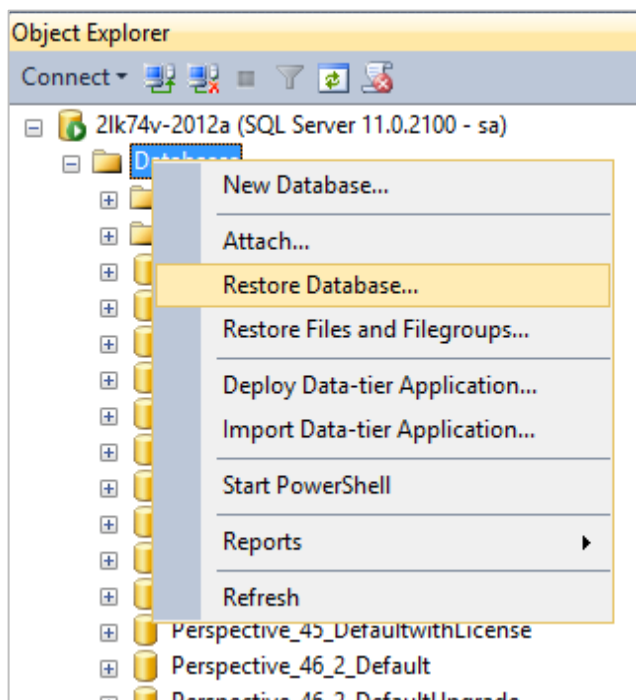 Object Explorer
Connect
2lk74v-2012a (SQL Server 11.0.2100 - sa)
New Database...
Attach...
Restore Database...
Restore Files and Filegroups...
Deploy Data-tier Application...
Import Data-tier Application...
Start PowerShell
Reports
Refresh
Perspective_45_DefaultwithLicense
Perspective_46_2_Default